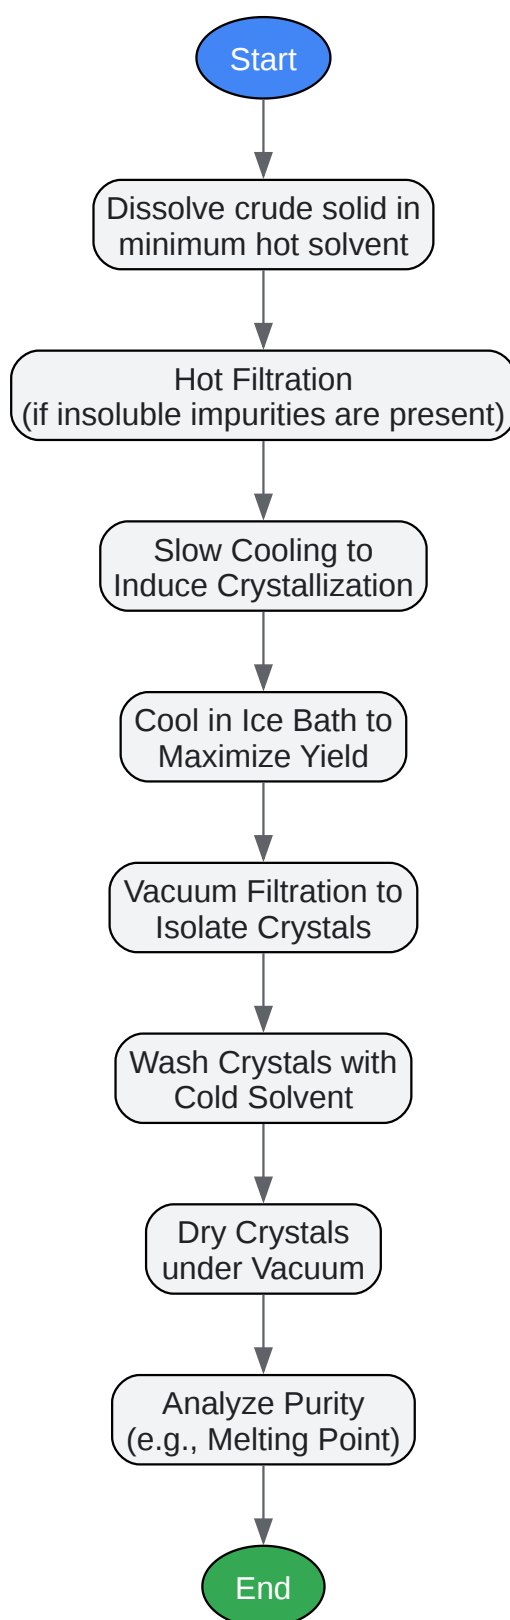 Start
Dissolve crude solid in
minimum hot solvent
Hot Filtration
(if insoluble impurities are present)
Slow Cooling to
Induce Crystallization
Cool in Ice Bath to
Maximize Yield
Vacuum Filtration to
Isolate Crystals
Wash Crystals with
Cold Solvent
Dry Crystals
under Vacuum
Analyze Purity
(e.g., Melting Point)
End